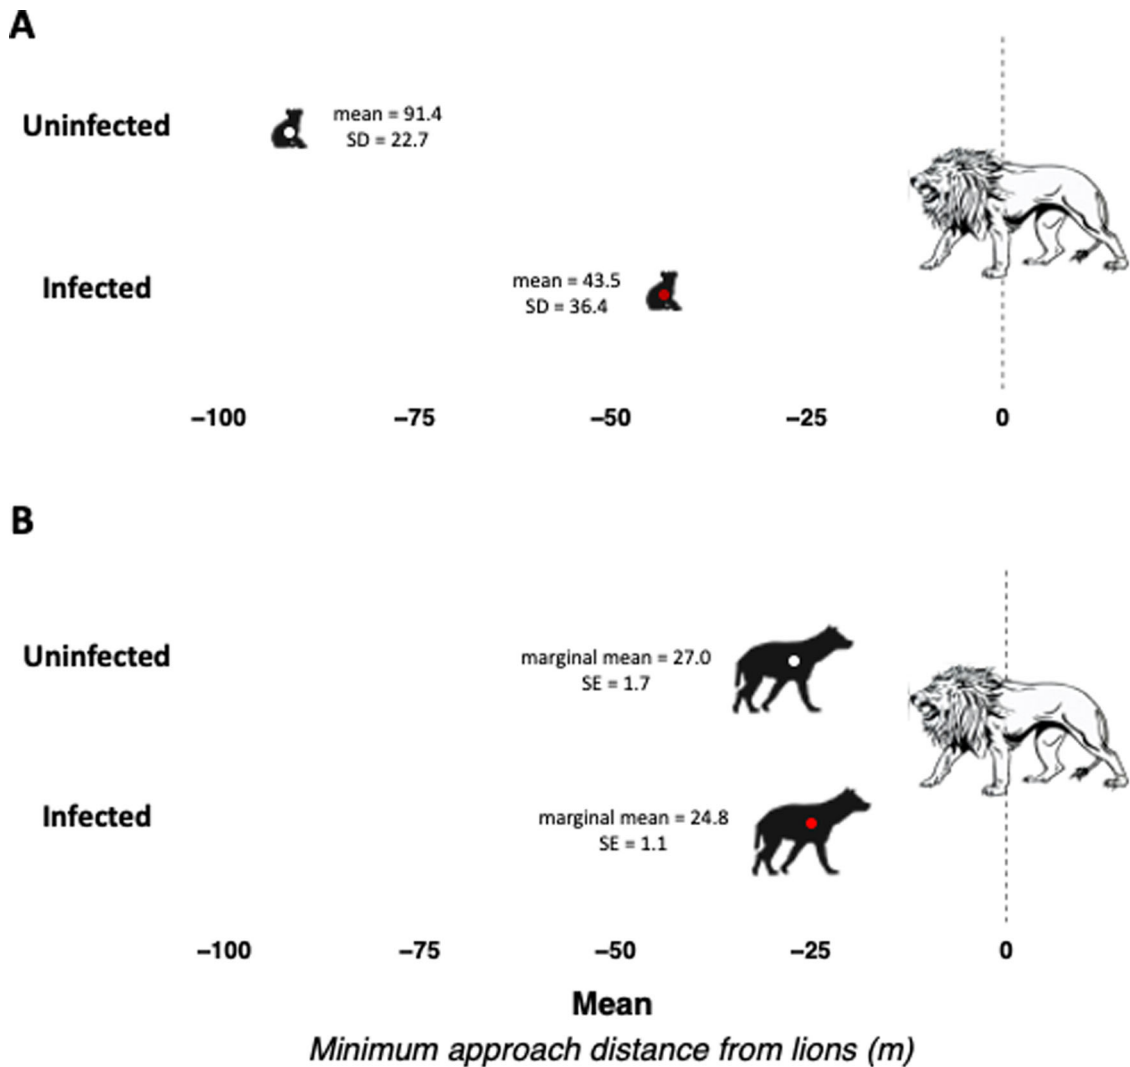 A
Uninfected
mean = 91.4
SD = 22.7
Infected
mean = 43.5
SD = 36.4
–100 –75 –50 –25 0
B
Uninfected
marginal mean = 27.0
SE = 1.7
Infected
marginal mean = 24.8
SE = 1.1
–100 –75 –50 –25 0
Mean
Minimum approach distance from lions (m)